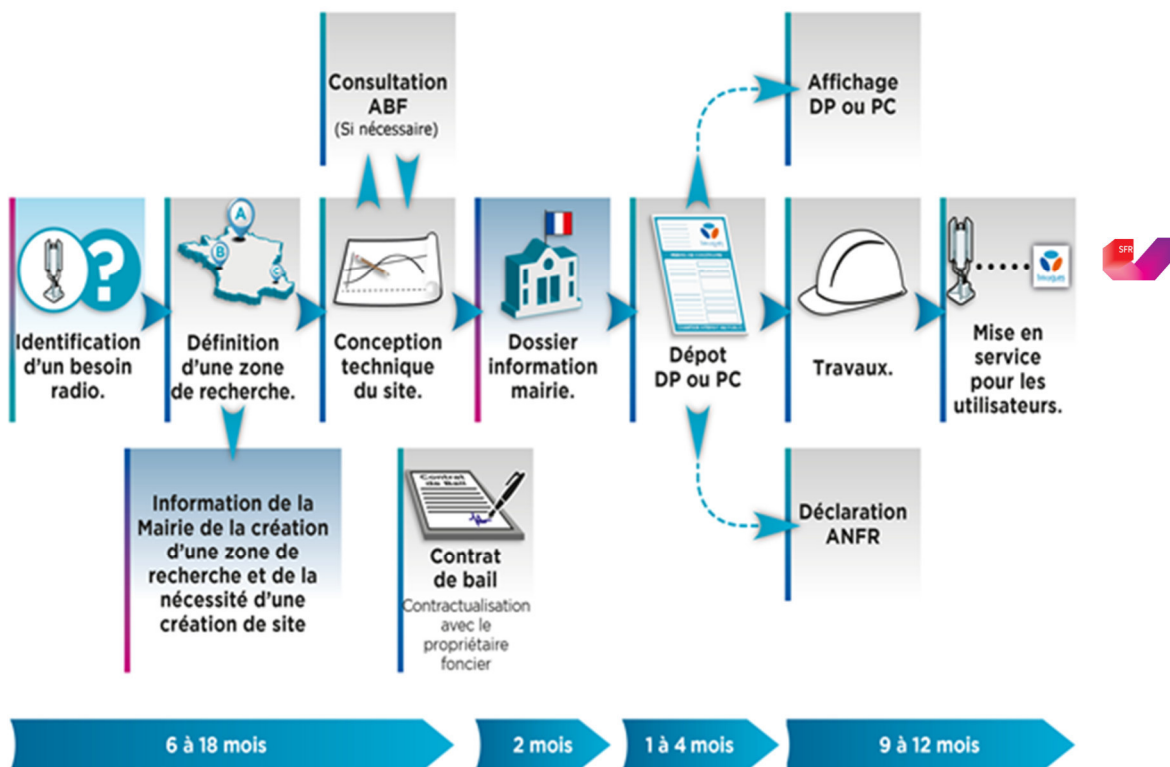 Consultation
ABF
(Si nécessaire)
Affichage
DP ou PC
A
B
C
Identification
d'un besoin
radio.
Définition
d'une zone
de recherche.
Conception
technique
du site.
Dossier
information
mairie.
Dépot
DP ou PC
Travaux.
Mise en
service
pour les
utilisateurs.
SFR
Information de la
Mairie de la création
d'une zone de
recherche et de la
nécessité d'une
création de site
Contrat
de Bail
Contrat
de bail
Contractualisation
avec le
propriétaire
foncier
Déclaration
ANFR
6 à 18 mois
2 mois
1 à 4 mois
9 à 12 mois